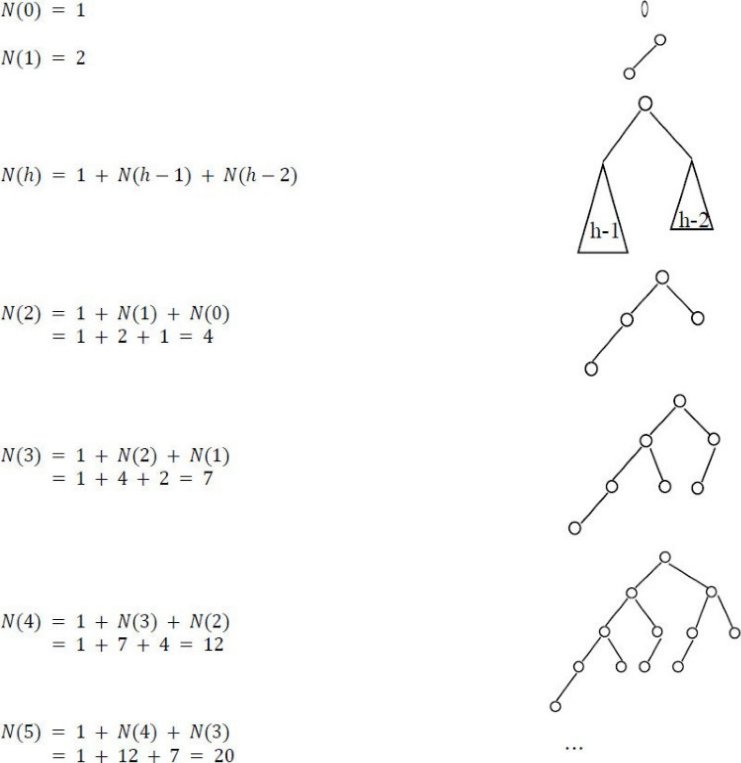 N(0) = 1
N(1) = 2
N(h) = 1 + N(h − 1) + N(h − 2)
h-1
h-2
N(2) = 1 + N(1) + N(0)
= 1 + 2 + 1 = 4
N(3) = 1 + N(2) + N(1)
= 1 + 4 + 2 = 7
N(4) = 1 + N(3) + N(2)
= 1 + 7 + 4 = 12
N(5) = 1 + N(4) + N(3)
= 1 + 12 + 7 = 20
...